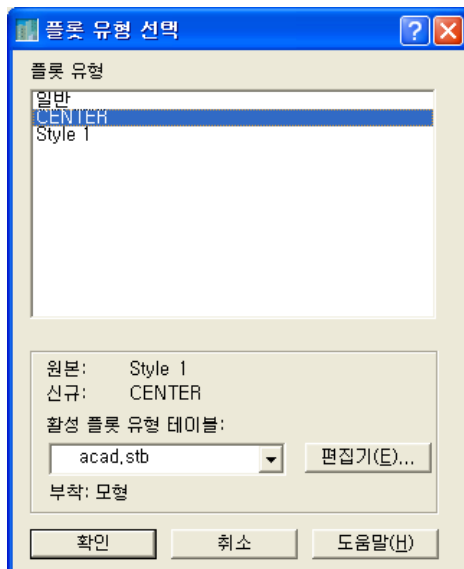 플롯 유형 선택
플롯 유형
일반
CENTER
Style 1
원본: Style 1
신규: CENTER
활성 플롯 유형 테이블:
acad.stb
편집기(E)...
부착: 모형
확인 취소 도움말(H)